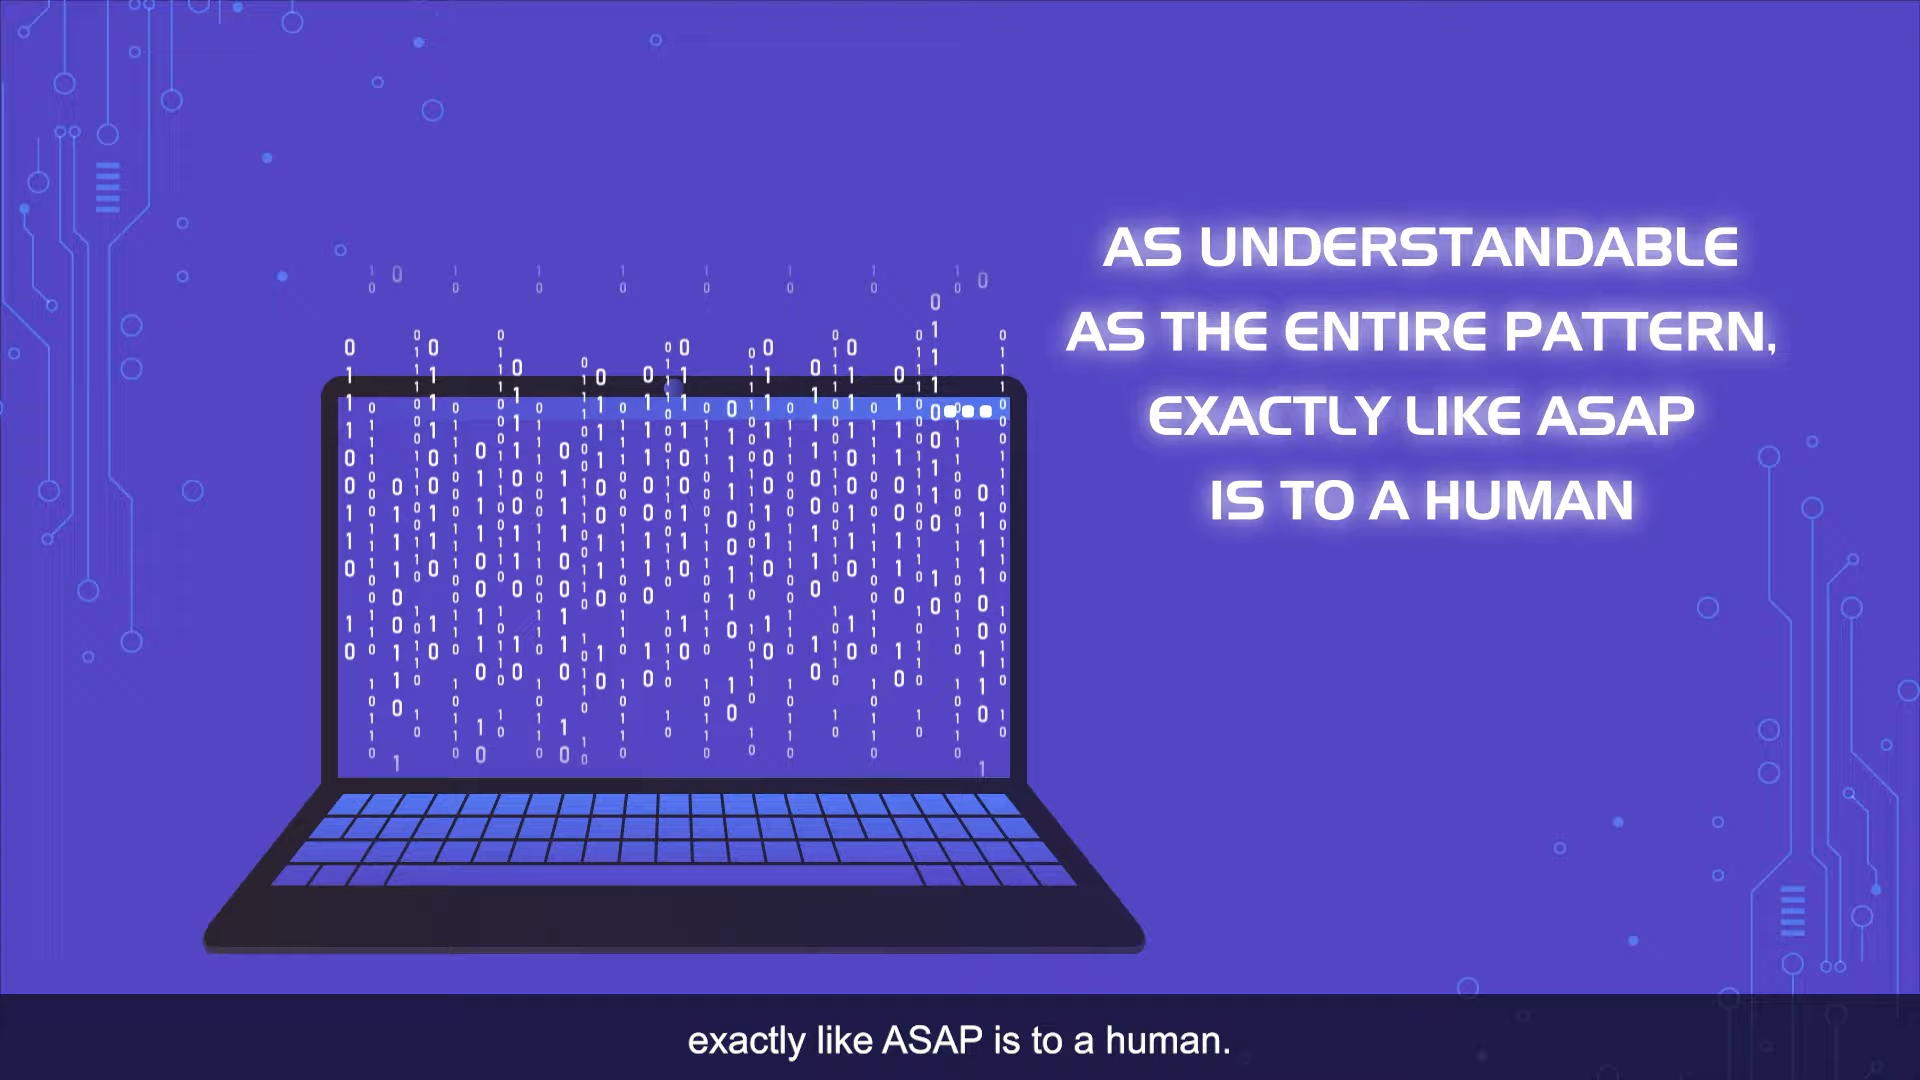 AS UNDERSTANDABLE
AS THE ENTIRE PATTERN,
EXACTLY LIKE ASAP
IS TO A HUMAN
exactly like ASAP is to a human.